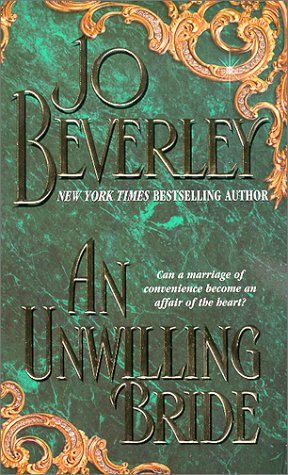 JO
BEVERLEY
NEW YORK TIMES BESTSELLING AUTHOR
Can a marriage of
convenience become an
affair of the heart?
AN
UNWILLING
BRIDE